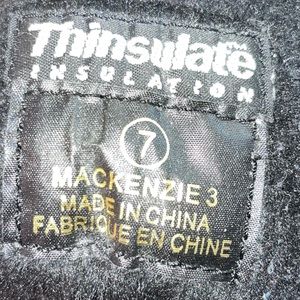 Thinsulate
INSULATION
7
MACKENZIE 3
MADE IN CHINA
FABRIQUE EN CHINE